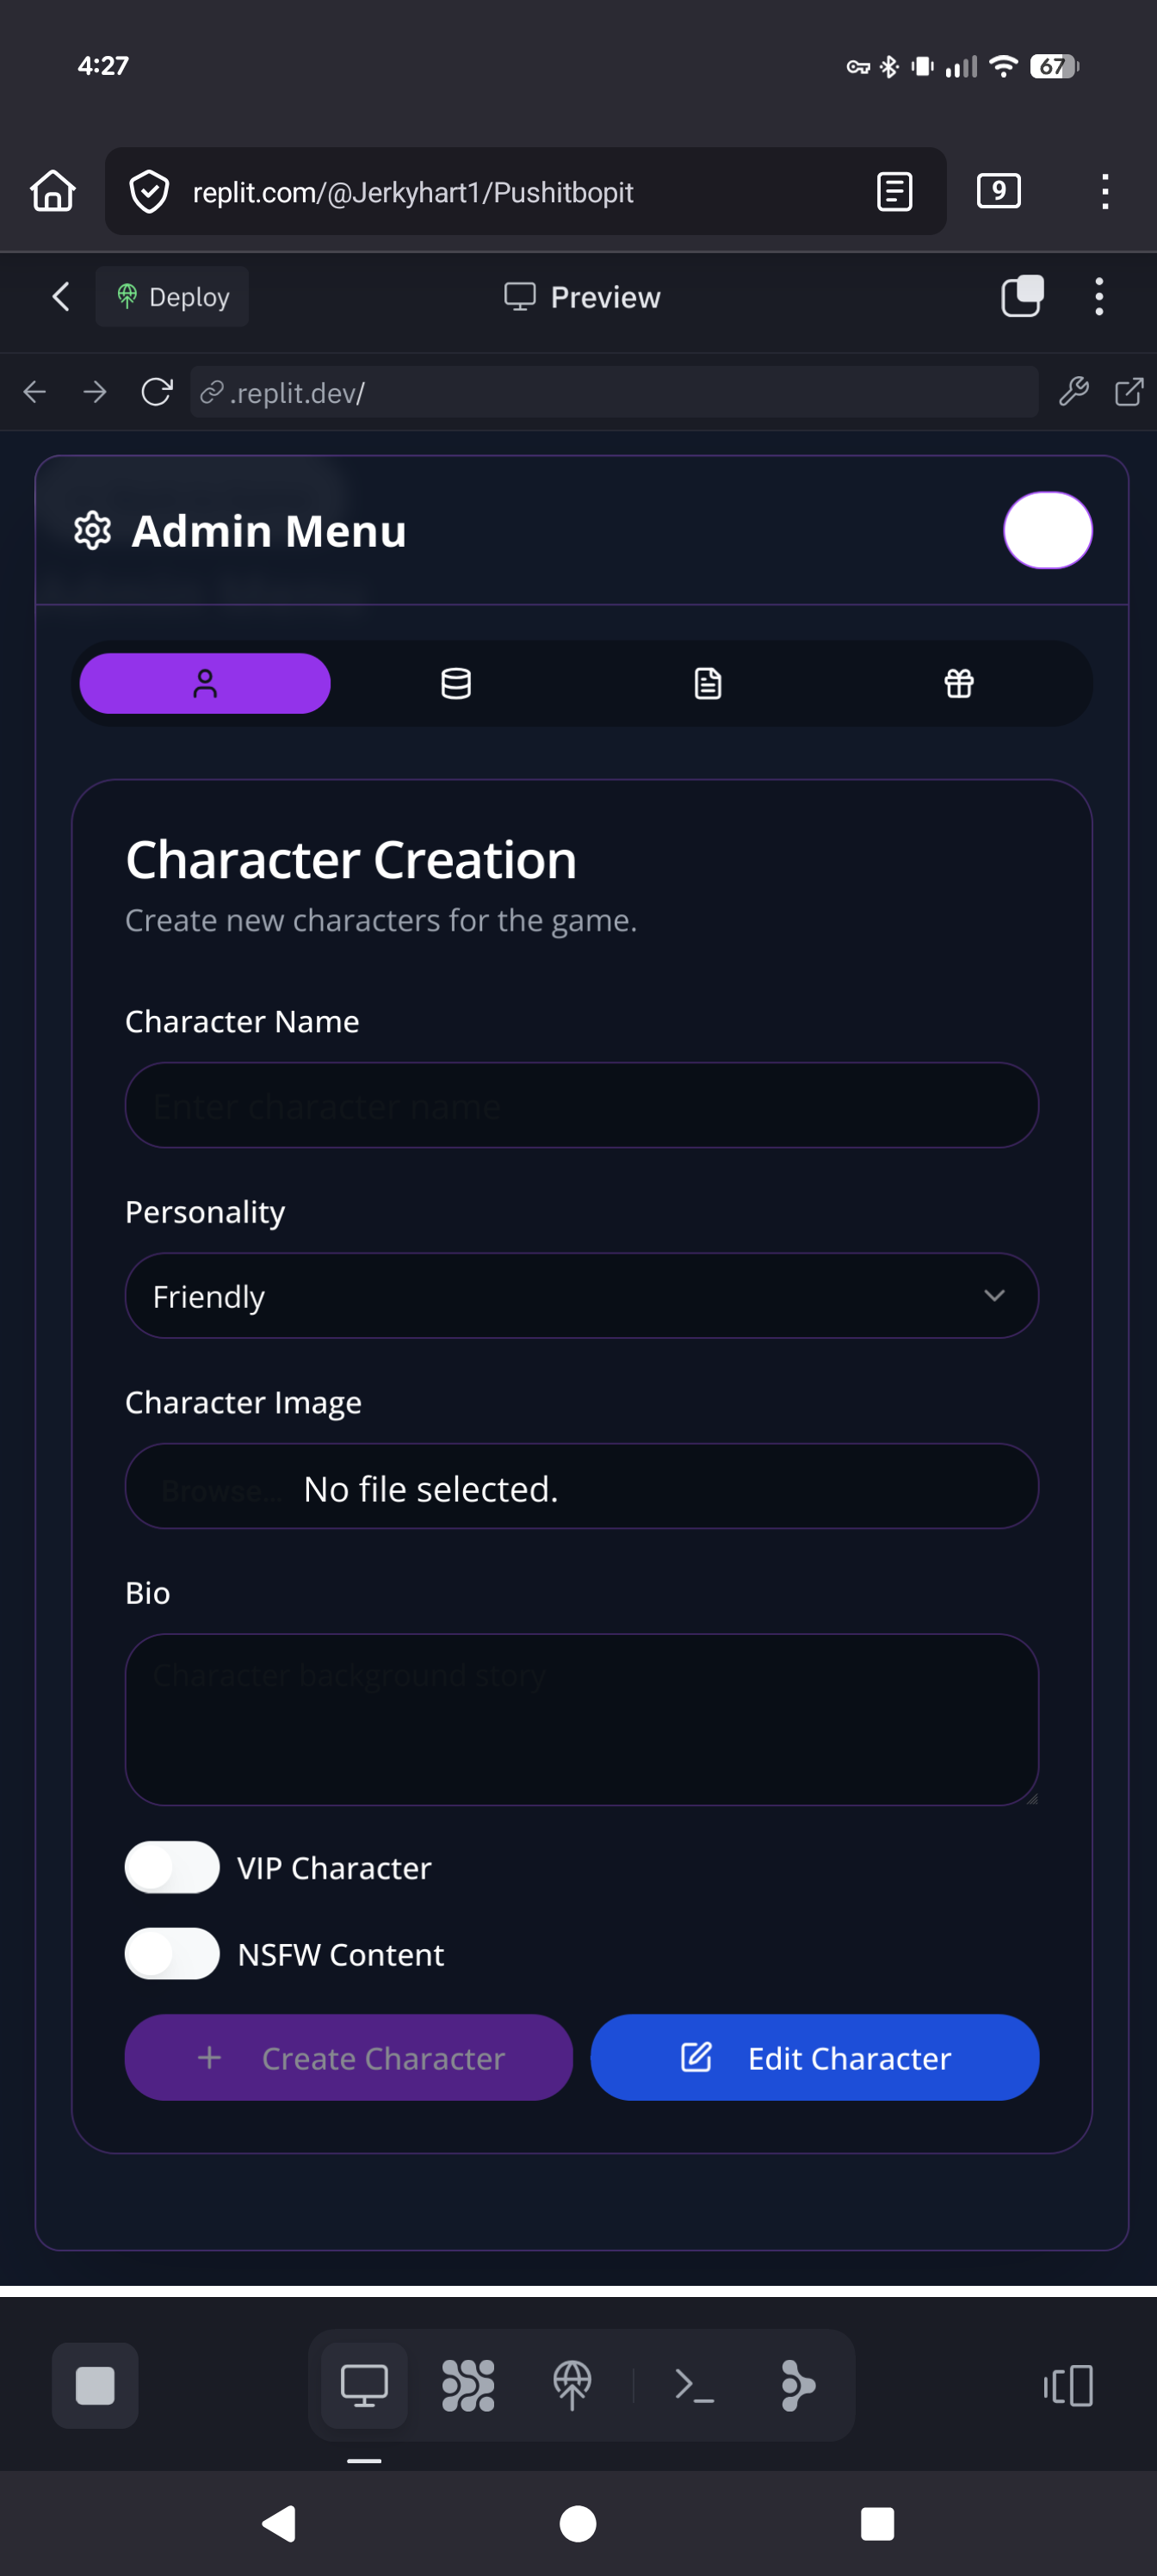 4:27
67
replit.com/@Jerkyhart1/Pushitbopit
9
Deploy
Preview
.replit.dev/
Admin Menu
Character Creation
Create new characters for the game.
Character Name
Enter character name
Personality
Friendly
Character Image
Browse... No file selected.
Bio
Character background story
VIP Character
NSFW Content
+ Create Character
Edit Character